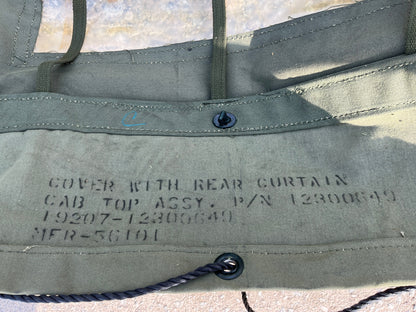 COVER WITH REAR CURTAIN
CAB TOP ASSY. P/N 12300649
19207-12300649
MFR-56101